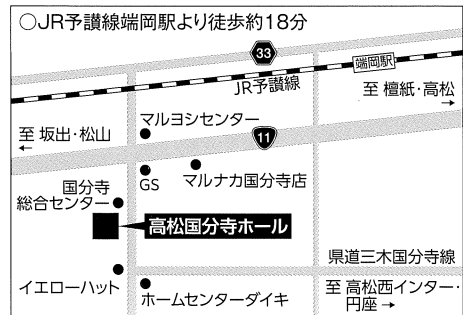 ○JR予讃線端岡駅より徒歩約18分
33
端岡駅
JR予讃線
至 檀紙・高松
→
マルヨシセンター
至 坂出・松山
←
11
GS
マルナカ国分寺店
国分寺
総合センター
高松国分寺ホール
県道三木国分寺線
イエローハット
ホームセンターダイキ
至 高松西インター・
円座→